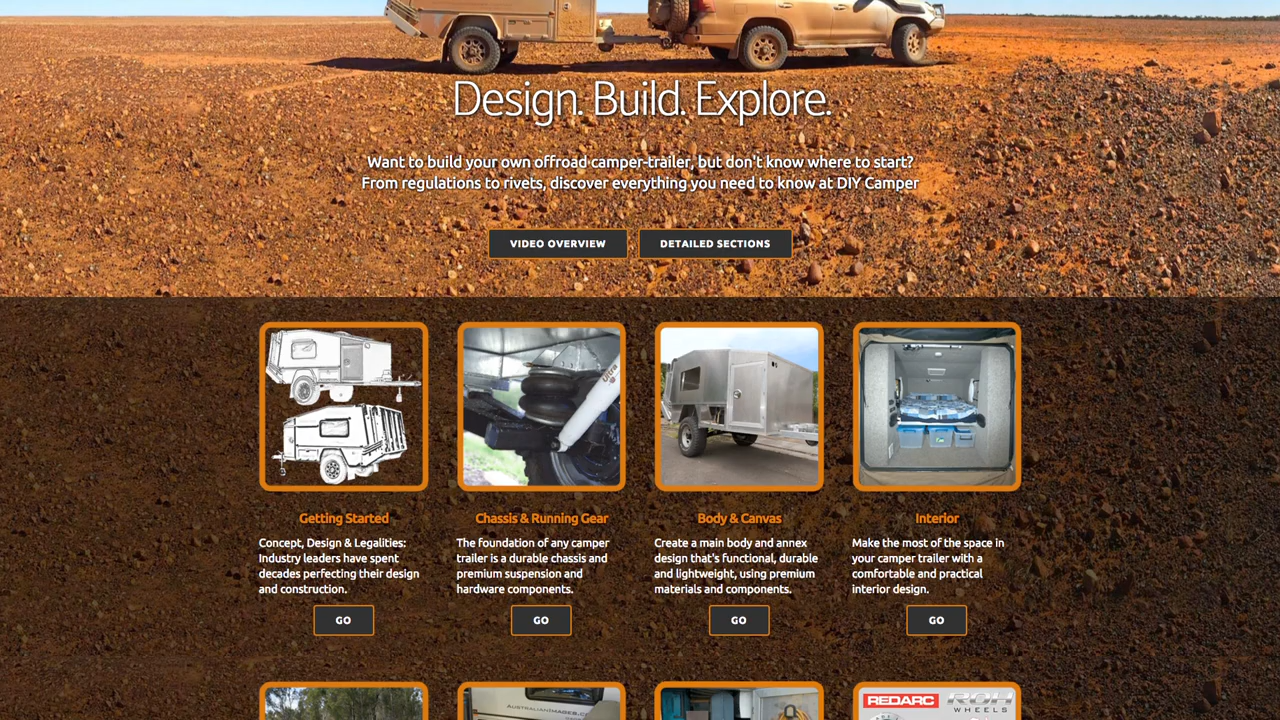 Design. Build. Explore.
Want to build your own offroad camper-trailer, but don't know where to start?
From regulations to rivets, discover everything you need to know at DIY Camper
VIDEO OVERVIEW
DETAILED SECTIONS
Getting Started
Concept, Design & Legalities:
Industry leaders have spent
decades perfecting their design
and construction.
GO
Chassis & Running Gear
The foundation of any camper
trailer is a durable chassis and
premium suspension and
hardware components.
GO
Body & Canvas
Create a main body and annex
design that's functional, durable
and lightweight, using premium
materials and components.
GO
Interior
Make the most of the space in
your camper trailer with a
comfortable and practical
interior design.
GO
Ultra
AUSTRALIANIMAGES.C
REDARC
ROH
WHEELS